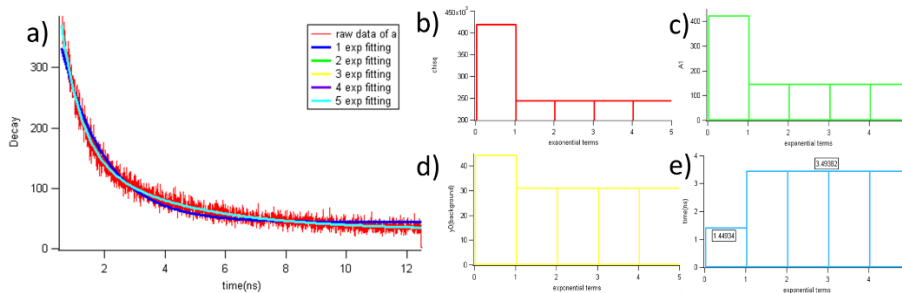 a)
Decay
300
200
100
0
2
4
6
8
10
12
time(ns)
raw data of a
1 exp fitting
2 exp fitting
3 exp fitting
4 exp fitting
5 exp fitting
b)
chisq
450×10³
400
350
300
250
200
0
1
2
3
4
5
exponential terms
c)
A1
400
300
200
100
0
0
1
2
3
4
exponential terms
d)
y0(background)
40
30
20
10
0
0
1
2
3
4
5
exponential terms
e)
time(ns)
4
3
2
1
0
1.44934
3.49382
0
1
2
3
4
exponential terms